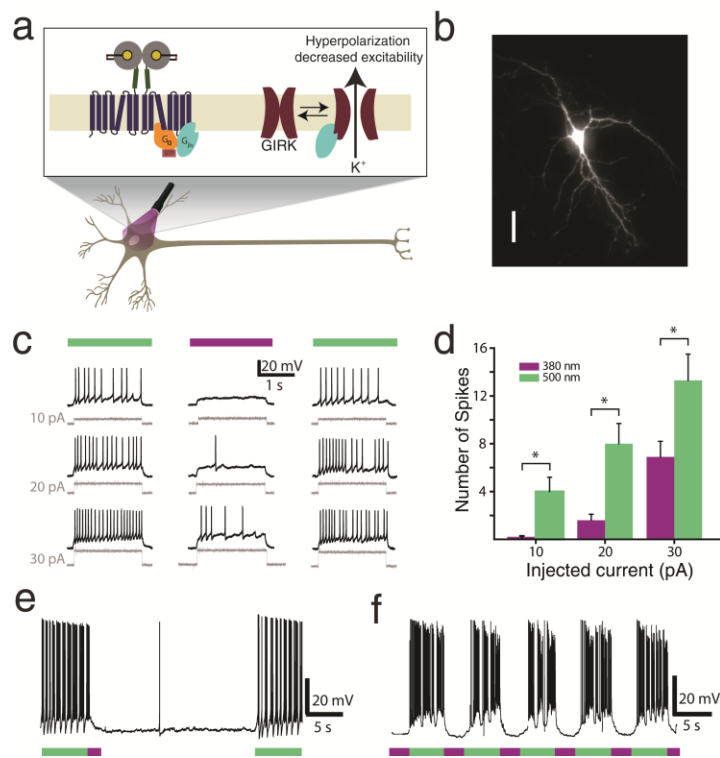 a
Hyperpolarization
decreased excitability
Gα
Gβγ
GIRK
K+
b
c
20 mV
1 s
10 pA
20 pA
30 pA
d
16
12
8
4
Number of Spikes
380 nm
500 nm
*
*
*
10
20
30
Injected current (pA)
e
20 mV
5 s
f
20 mV
5 s